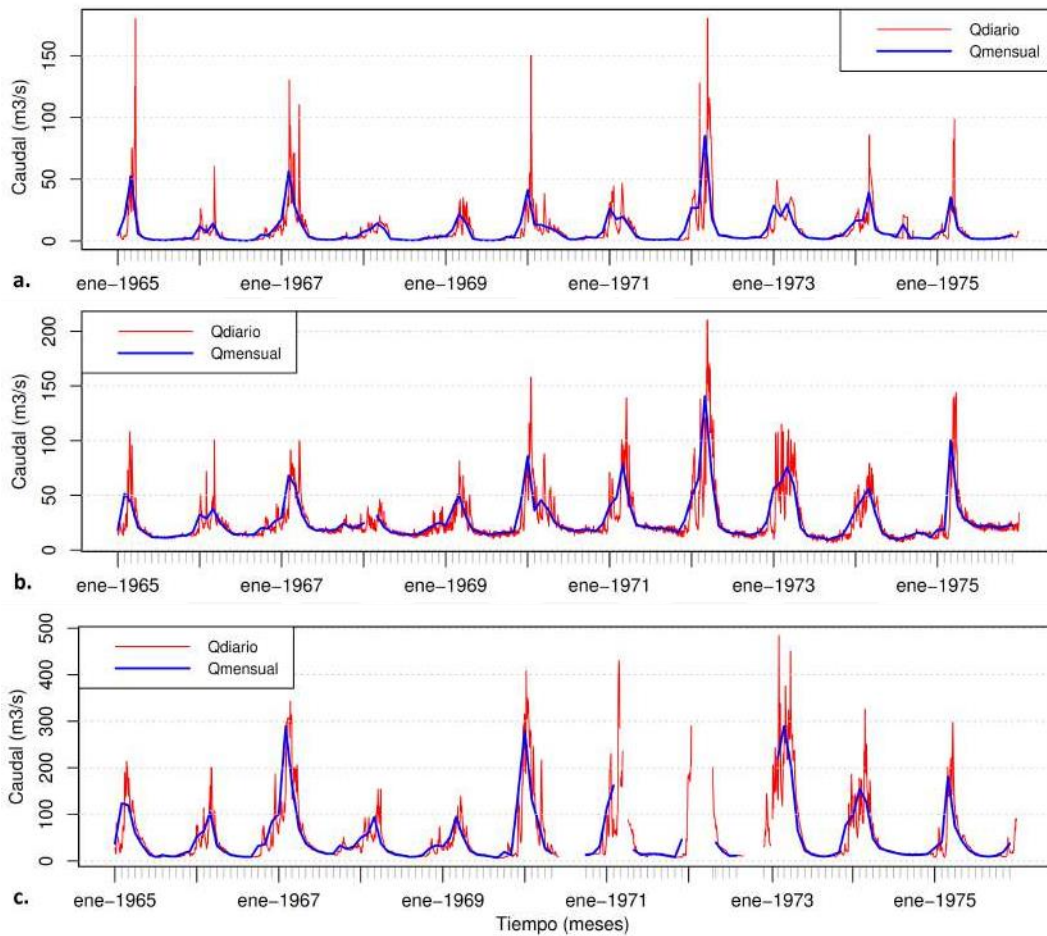 Caudal (m3/s)
150
100
50
0
Qdiario
Qmensual
ene−1965
ene−1967
ene−1969
ene−1971
ene−1973
ene−1975
a.
Caudal (m3/s)
200
150
100
50
0
Qdiario
Qmensual
ene−1965
ene−1967
ene−1969
ene−1971
ene−1973
ene−1975
b.
Caudal (m3/s)
500
400
300
200
100
0
Qdiario
Qmensual
ene−1965
ene−1967
ene−1969
ene−1971
ene−1973
ene−1975
c.
Tiempo (meses)